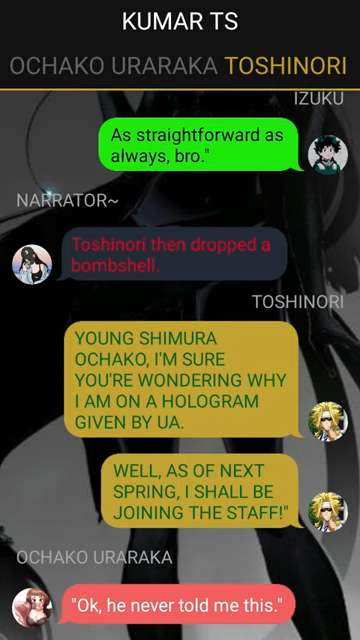 KUMAR TS
OCHAKO URARAKA TOSHINORI
IZUKU
As straightforward as
always, bro."
NARRATOR~
Toshinori then dropped a
bombshell.
TOSHINORI
YOUNG SHIMURA
OCHAKO, I'M SURE
YOU'RE WONDERING WHY
I AM ON A HOLOGRAM
GIVEN BY UA.
WELL, AS OF NEXT
SPRING, I SHALL BE
JOINING THE STAFF!"
OCHAKO URARAKA
"Ok, he never told me this."